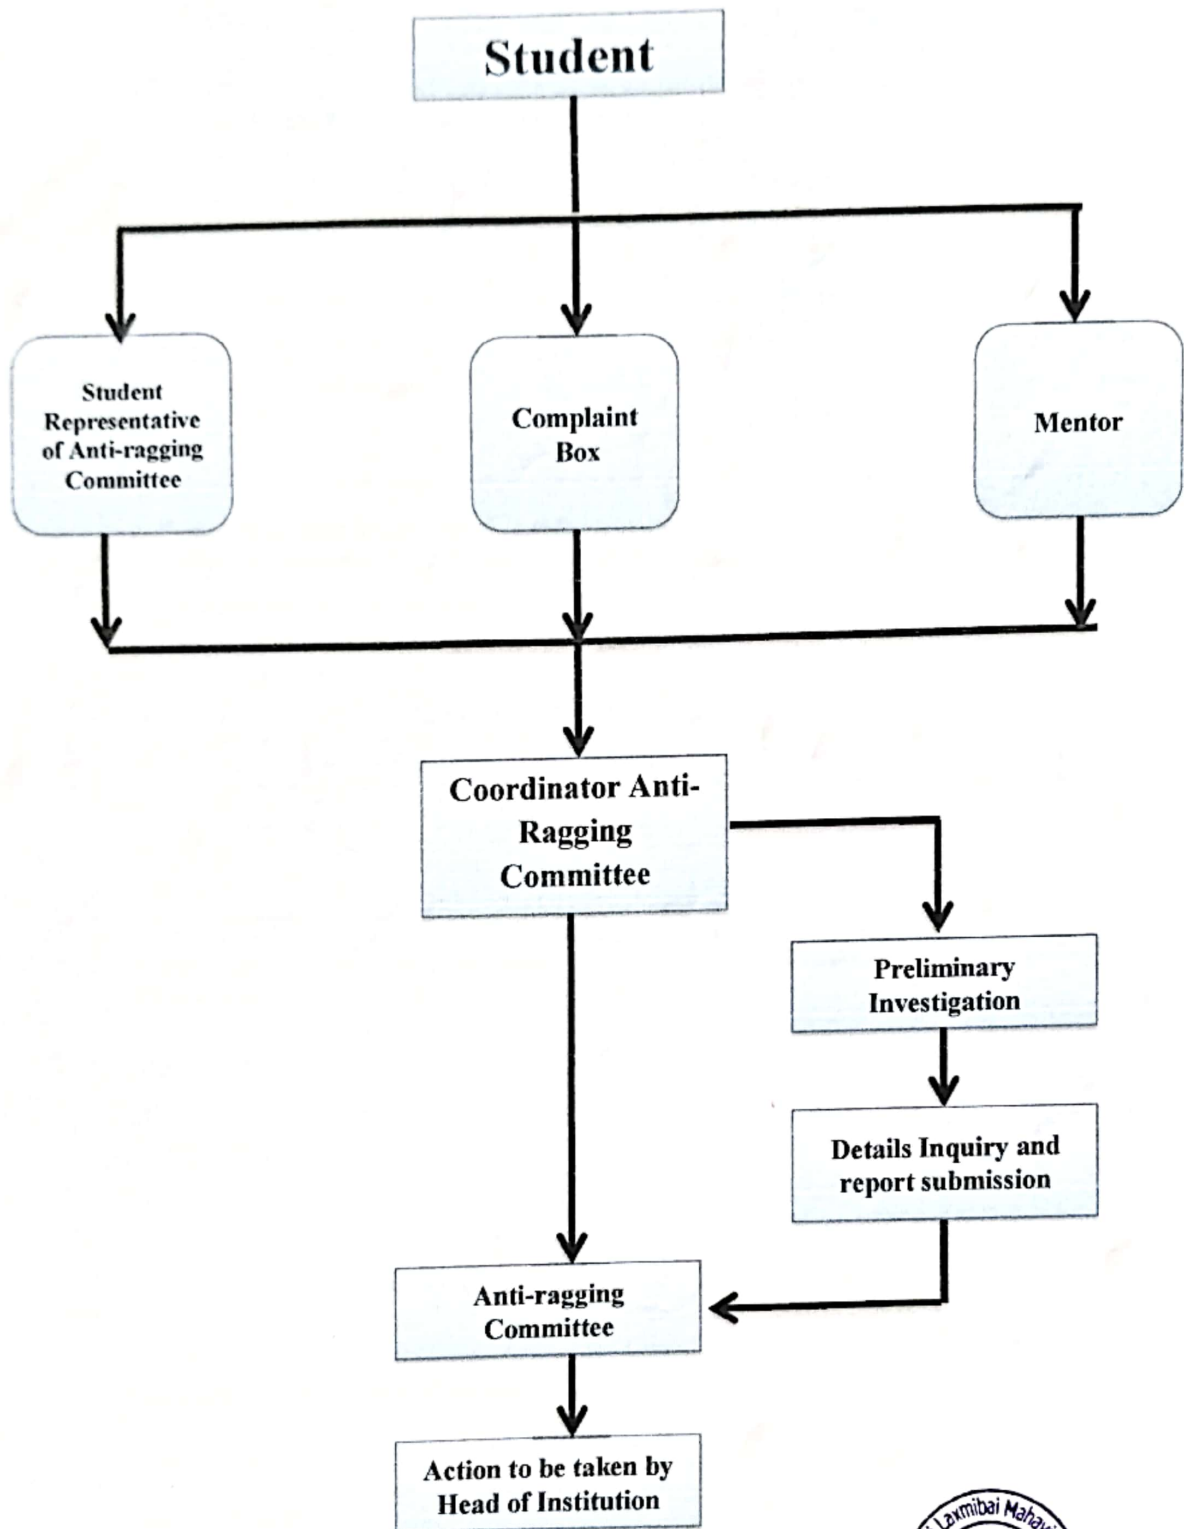 Student
Student
Representative
of Anti-ragging
Committee
Complaint
Box
Mentor
Coordinator Anti-
Ragging
Committee
Preliminary
Investigation
Details Inquiry and
report submission
Anti-ragging
Committee
Action to be taken by
Head of Institution
Laxmibai